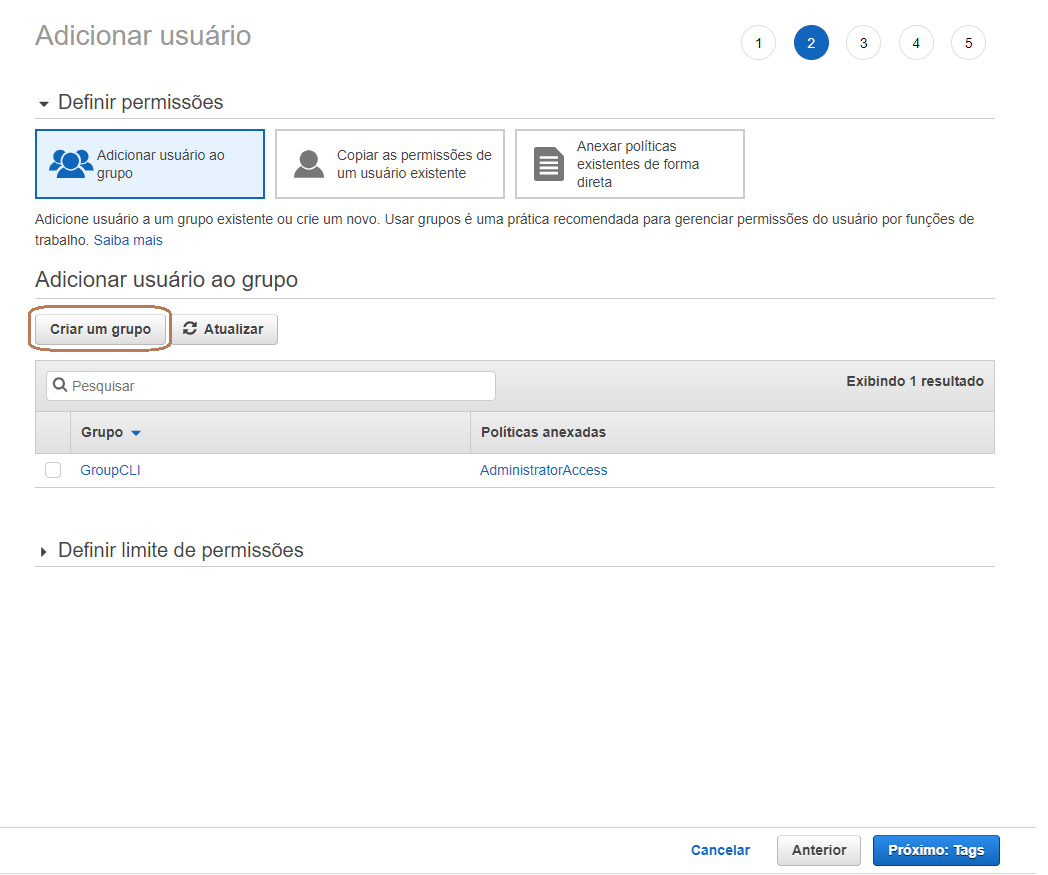 Adicionar usuário
1 2 3 4 5
Definir permissões
Adicionar usuário ao
grupo
Copiar as permissões de
um usuário existente
Anexar políticas
existentes de forma
direta
Adicione usuário a um grupo existente ou crie um novo. Usar grupos é uma prática recomendada para gerenciar permissões do usuário por funções de
trabalho. Saiba mais
Adicionar usuário ao grupo
Criar um grupo Atualizar
Pesquisar Exibindo 1 resultado
Grupo Políticas anexadas
GroupCLI AdministratorAccess
Definir limite de permissões
Cancelar Anterior Próximo: Tags